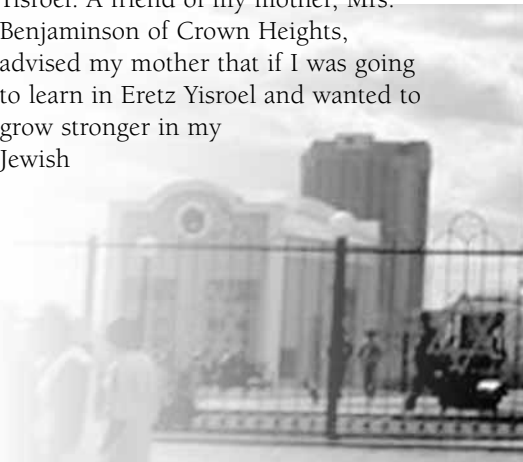 Yisroel. A friend of my mother, Mrs.
Benjaminson of Crown Heights,
advised my mother that if I was going
to learn in Eretz Yisroel and wanted to
grow stronger in my
Jewish